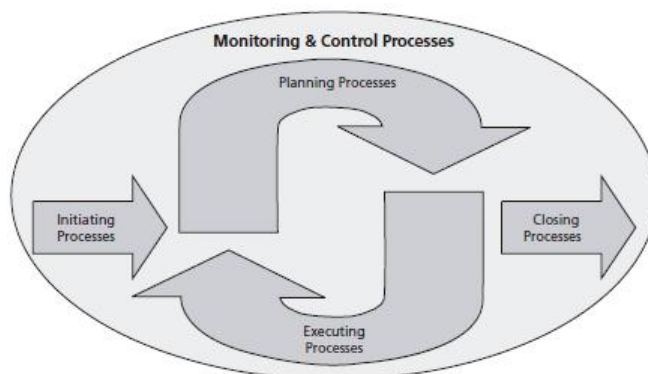 Monitoring & Control Processes
Planning Processes
Initiating
Processes
Closing
Processes
Executing
Processes